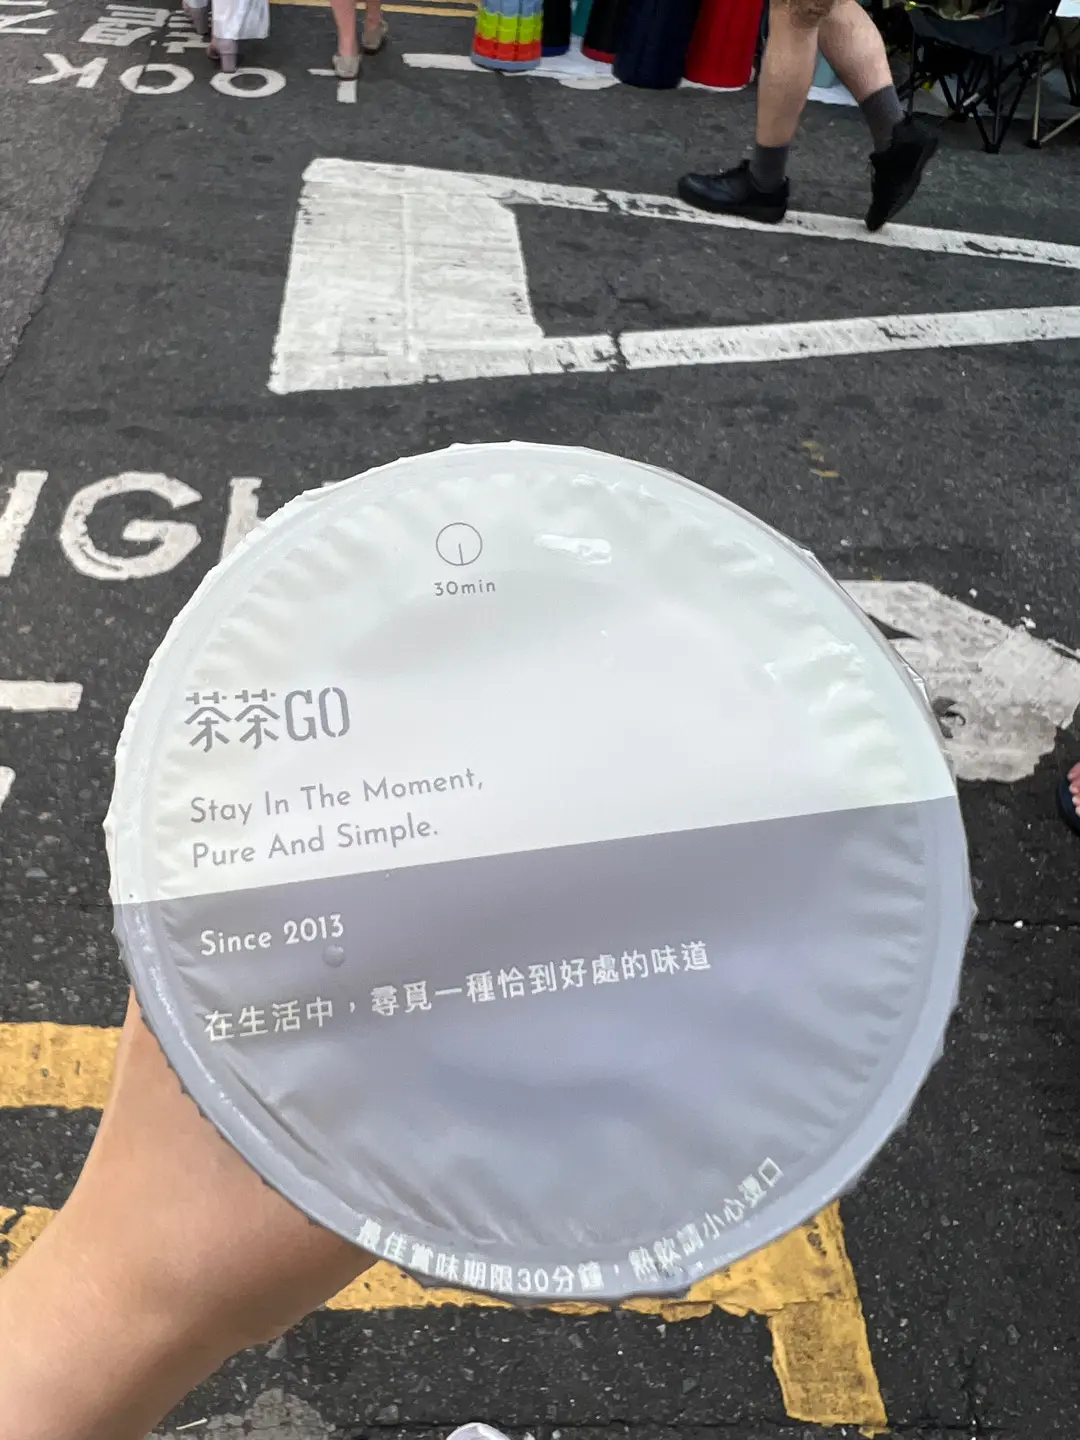 望右
LOOK
30min
茶茶GO
Stay In The Moment,
Pure And Simple.
Since 2013
在生活中，尋覓一種恰到好處的味道
最佳賞味期限30分鐘，熱飲請小心燙口